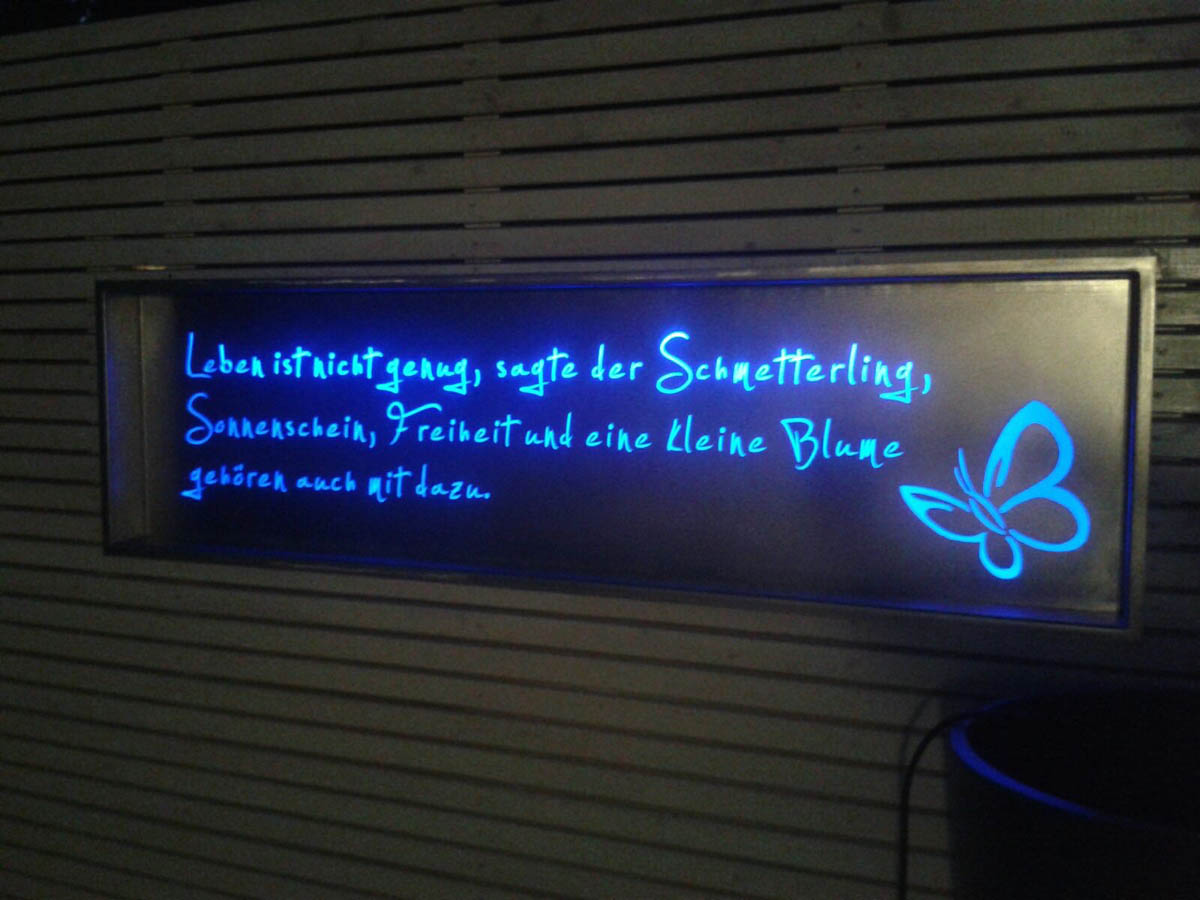 Leben ist nicht genug, sagte der Schmetterling,
Sonnenschein, Freiheit und eine kleine Blume
gehören auch mit dazu.